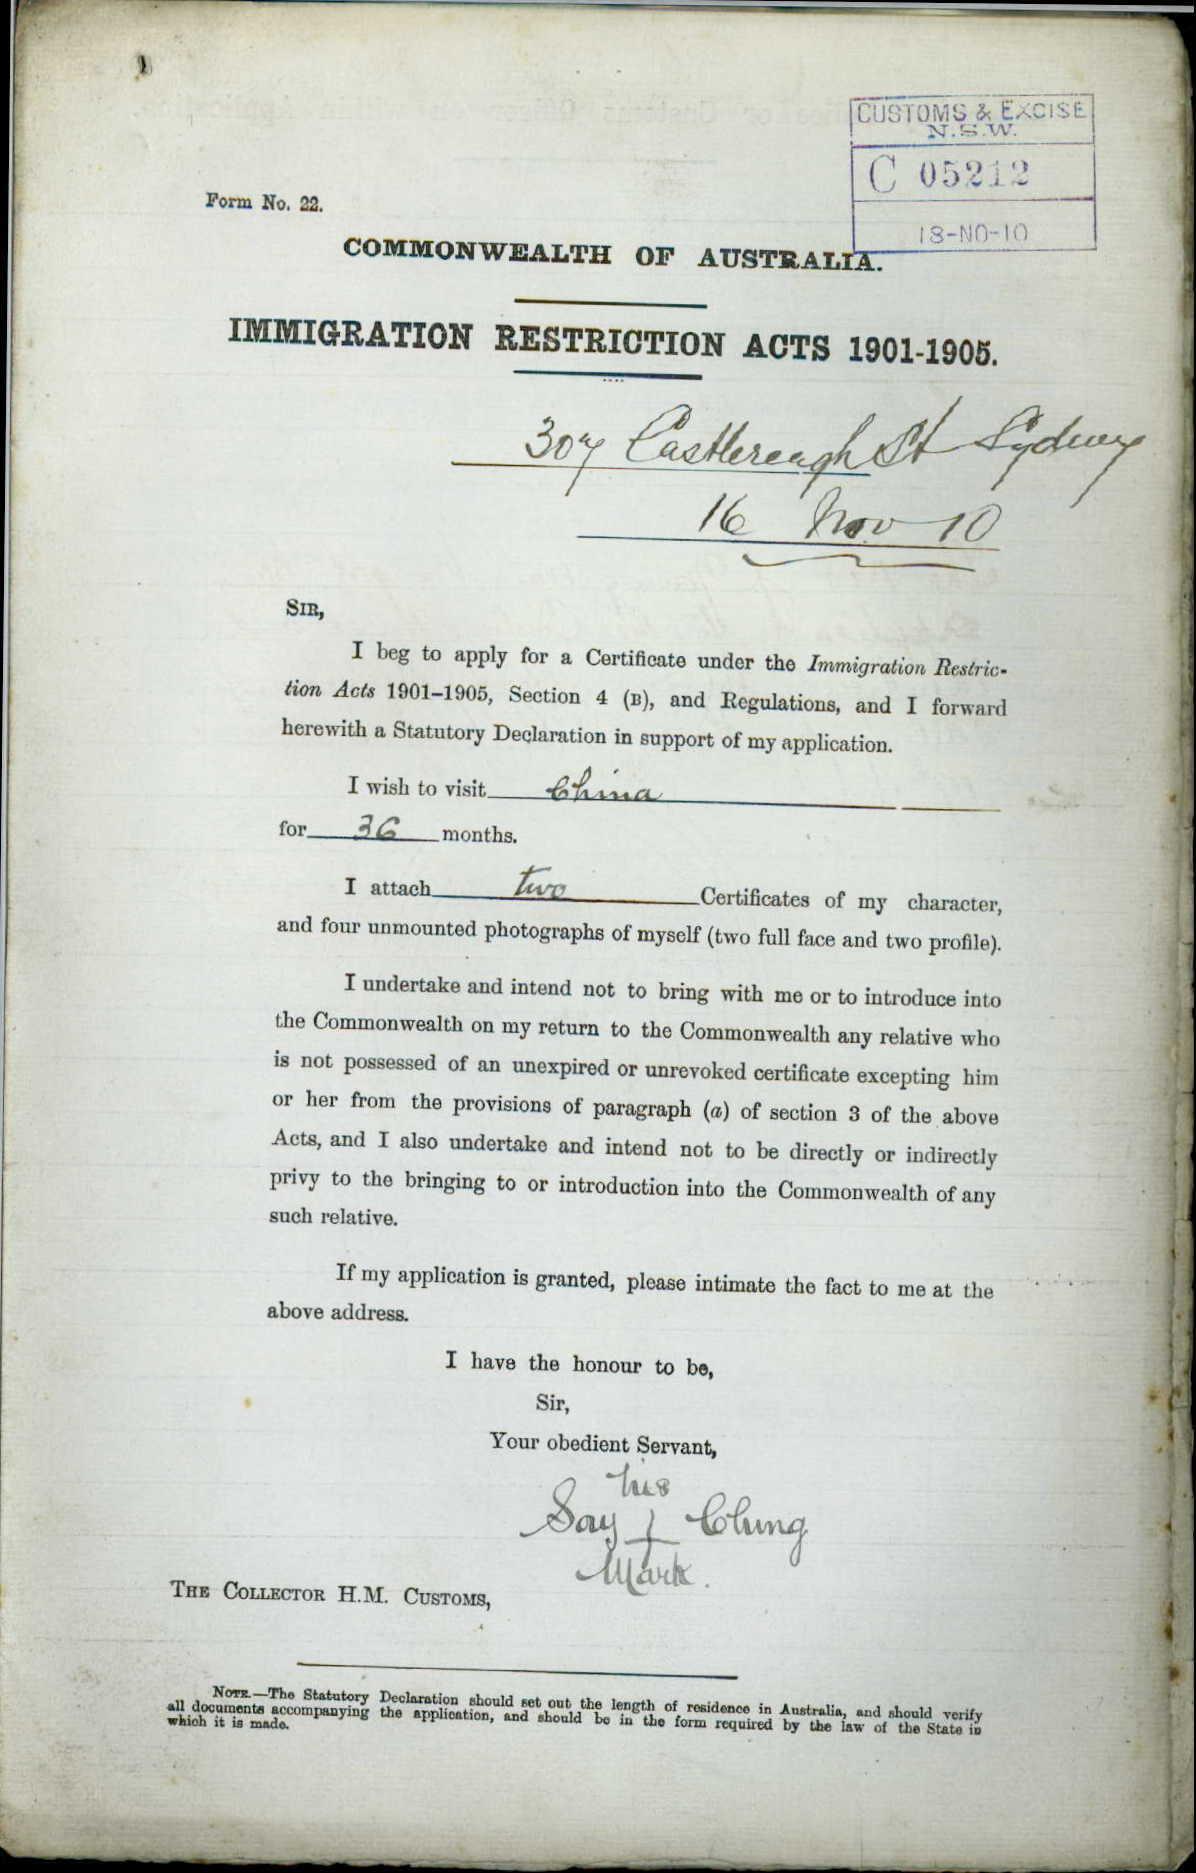 CUSTOMS & EXCISE
N.S.W.
C 05212
18-NO-10
Form No. 22.
COMMONWEALTH OF AUSTRALIA.
IMMIGRATION RESTRICTION ACTS 1901-1905.
307 Castlereagh St Sydney
16 Nov 10
SIR,
I beg to apply for a Certificate under the Immigration Restric-
tion Acts 1901-1905, Section 4 (B), and Regulations, and I forward
herewith a Statutory Declaration in support of my application.
I wish to visit China
for 36 months.
I attach two Certificates of my character,
and four unmounted photographs of myself (two full face and two profile).
I undertake and intend not to bring with me or to introduce into
the Commonwealth on my return to the Commonwealth any relative who
is not possessed of an unexpired or unrevoked certificate excepting him
or her from the provisions of paragraph (a) of section 3 of the above
Acts, and I also undertake and intend not to be directly or indirectly
privy to the bringing to or introduction into the Commonwealth of any
such relative.
If my application is granted, please intimate the fact to me at the
above address.
I have the honour to be,
Sir,
Your obedient Servant,
his
Say Chung
Mark.
THE COLLECTOR H.M. CUSTOMS,
NOTE.—The Statutory Declaration should set out the length of residence in Australia, and should verify
all documents accompanying the application, and should be in the form required by the law of the State in
which it is made.